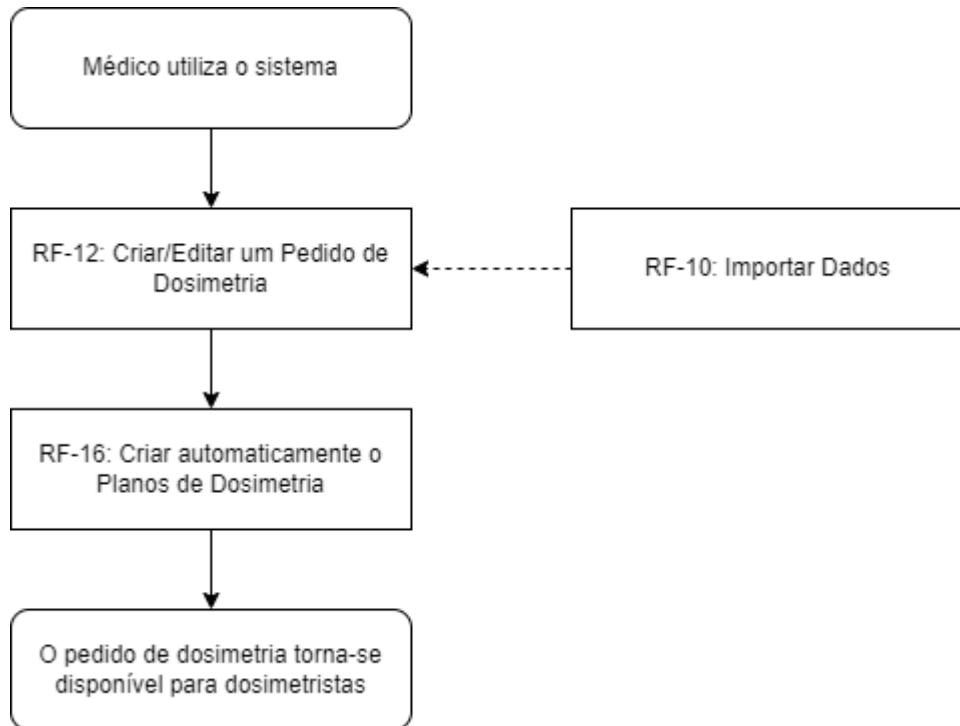 Médico utiliza o sistema
RF-12: Criar/Editar um Pedido de
Dosimetria
RF-10: Importar Dados
RF-16: Criar automaticamente o
Planos de Dosimetria
O pedido de dosimetria torna-se
disponível para dosimetristas